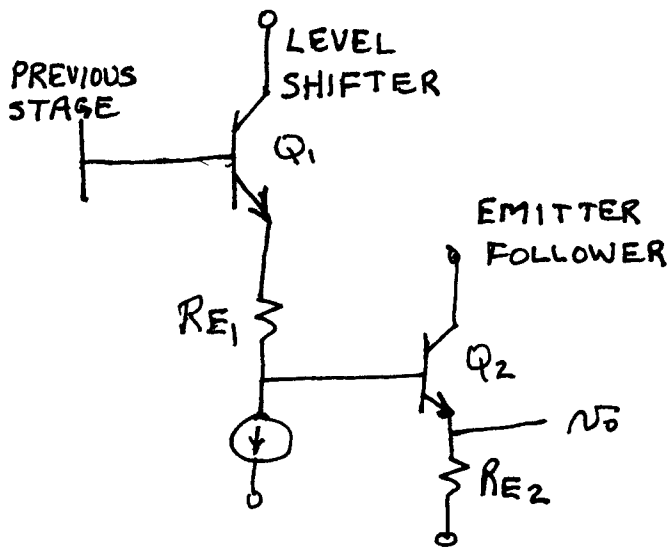 LEVEL
SHIFTER
PREVIOUS
STAGE
Q1
EMITTER
FOLLOWER
RE1
Q2
vo
RE2